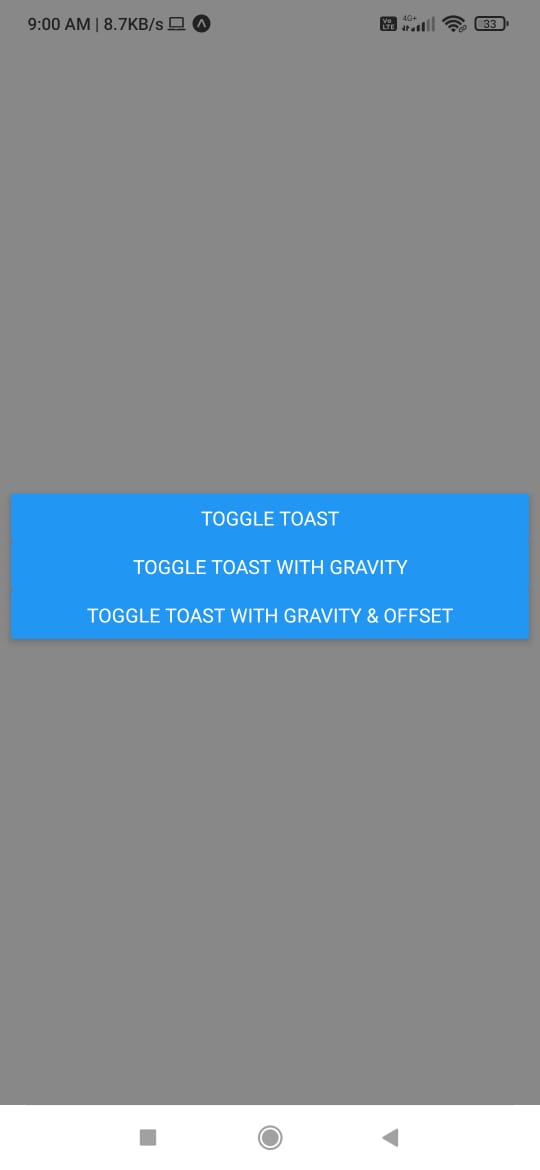 9:00 AM | 8.7KB/s
Vo LTE 4G+ 33
TOGGLE TOAST
TOGGLE TOAST WITH GRAVITY
TOGGLE TOAST WITH GRAVITY & OFFSET